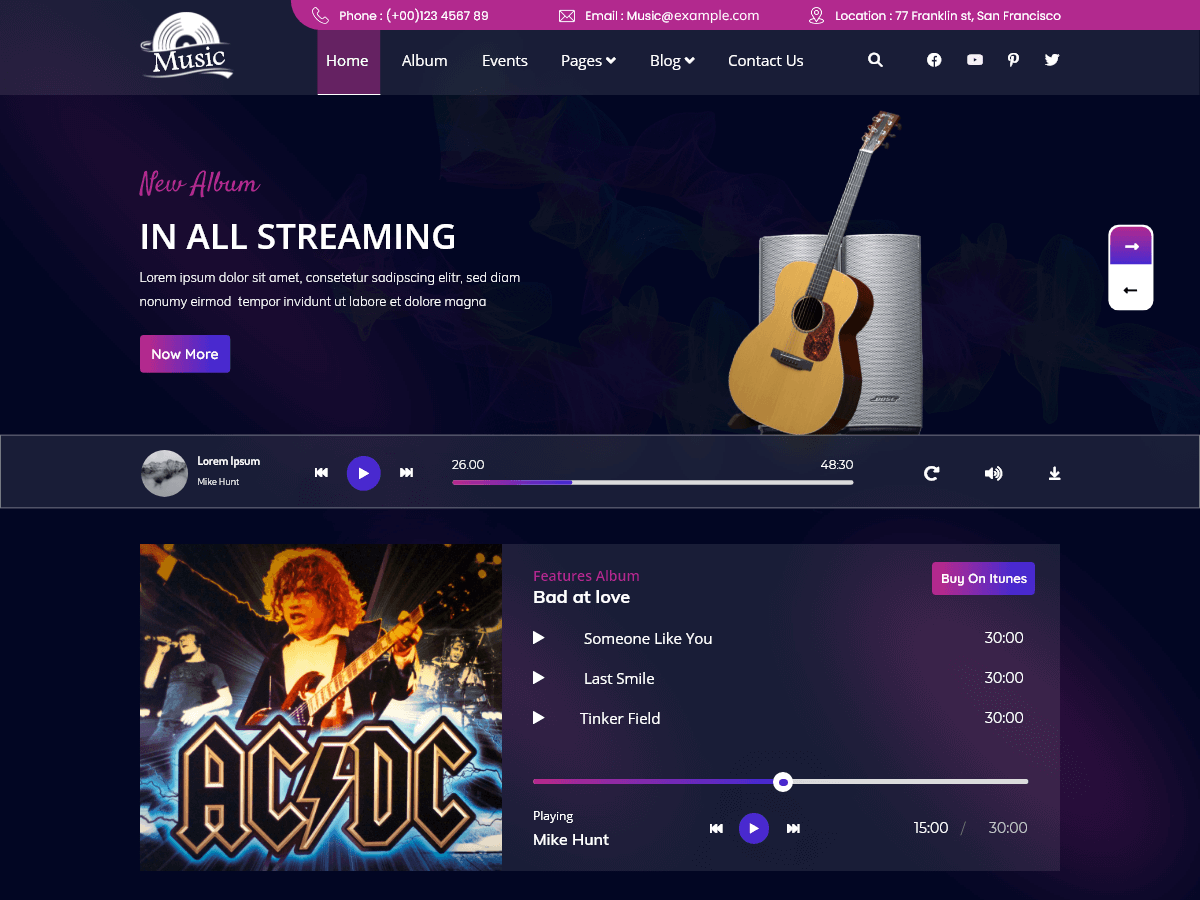 Phone : (+00)123 4567 89
Email : Music@example.com
Location : 77 Franklin st, San Francisco
Music
Home
Album
Events
Pages
Blog
Contact Us
New Album
IN ALL STREAMING
Lorem ipsum dolor sit amet, consetetur sadipscing elitr, sed diam
nonumy eirmod tempor invidunt ut labore et dolore magna
Now More
BOSE
Lorem Ipsum
Mike Hunt
26.00
48:30
Features Album
Bad at love
Buy On Itunes
Someone Like You
30:00
Last Smile
30:00
Tinker Field
30:00
AC DC
Playing
Mike Hunt
15:00 / 30:00